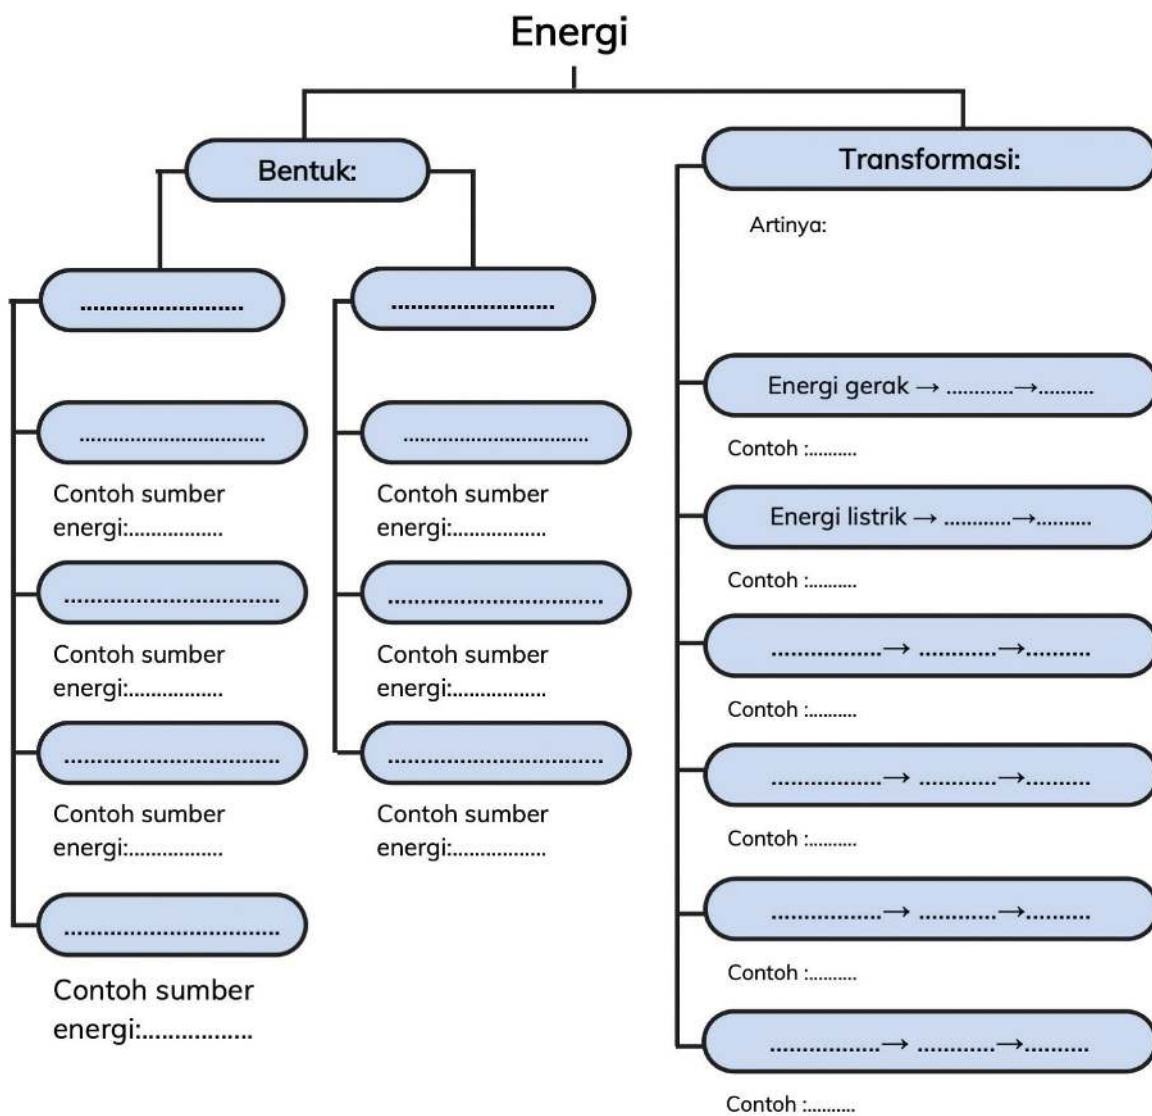 Energi
Bentuk:
.........................
.........................
..............................
Contoh sumber
energi:.................
..................................
Contoh sumber
energi:.................
..................................
Contoh sumber
energi:.................
..................................
Contoh sumber
energi:.................
..............................
Contoh sumber
energi:.................
..................................
Contoh sumber
energi:.................
..................................
Contoh sumber
energi:.................
Transformasi:
Artinya:
Energi gerak → ............→..........
Contoh :..........
Energi listrik → ............→..........
Contoh :..........
.................→ ............→..........
Contoh :..........
.................→ ............→..........
Contoh :..........
.................→ ............→..........
Contoh :..........
.................→ ............→..........
Contoh :..........